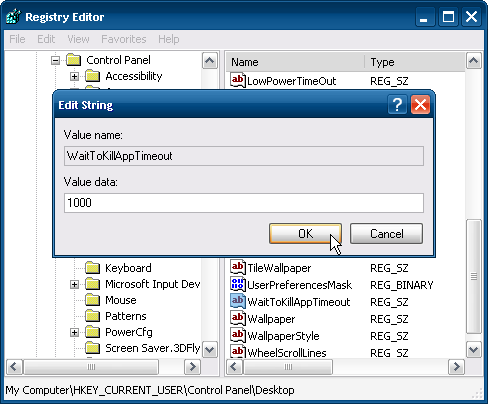 Registry Editor
File Edit View Favorites Help
Control Panel
Accessibility
Name Type
LowPowerTimeOut REG_SZ
Edit String
Value name:
WaitToKillAppTimeout
Value data:
1000
OK Cancel
Keyboard
Microsoft Input Dev
Mouse
Patterns
PowerCfg
Screen Saver.3DFly
TileWallpaper REG_SZ
UserPreferencesMask REG_BINARY
WaitToKillAppTimeout REG_SZ
Wallpaper REG_SZ
WallpaperStyle REG_SZ
WheelScrollLines REG_SZ
My Computer\HKEY_CURRENT_USER\Control Panel\Desktop